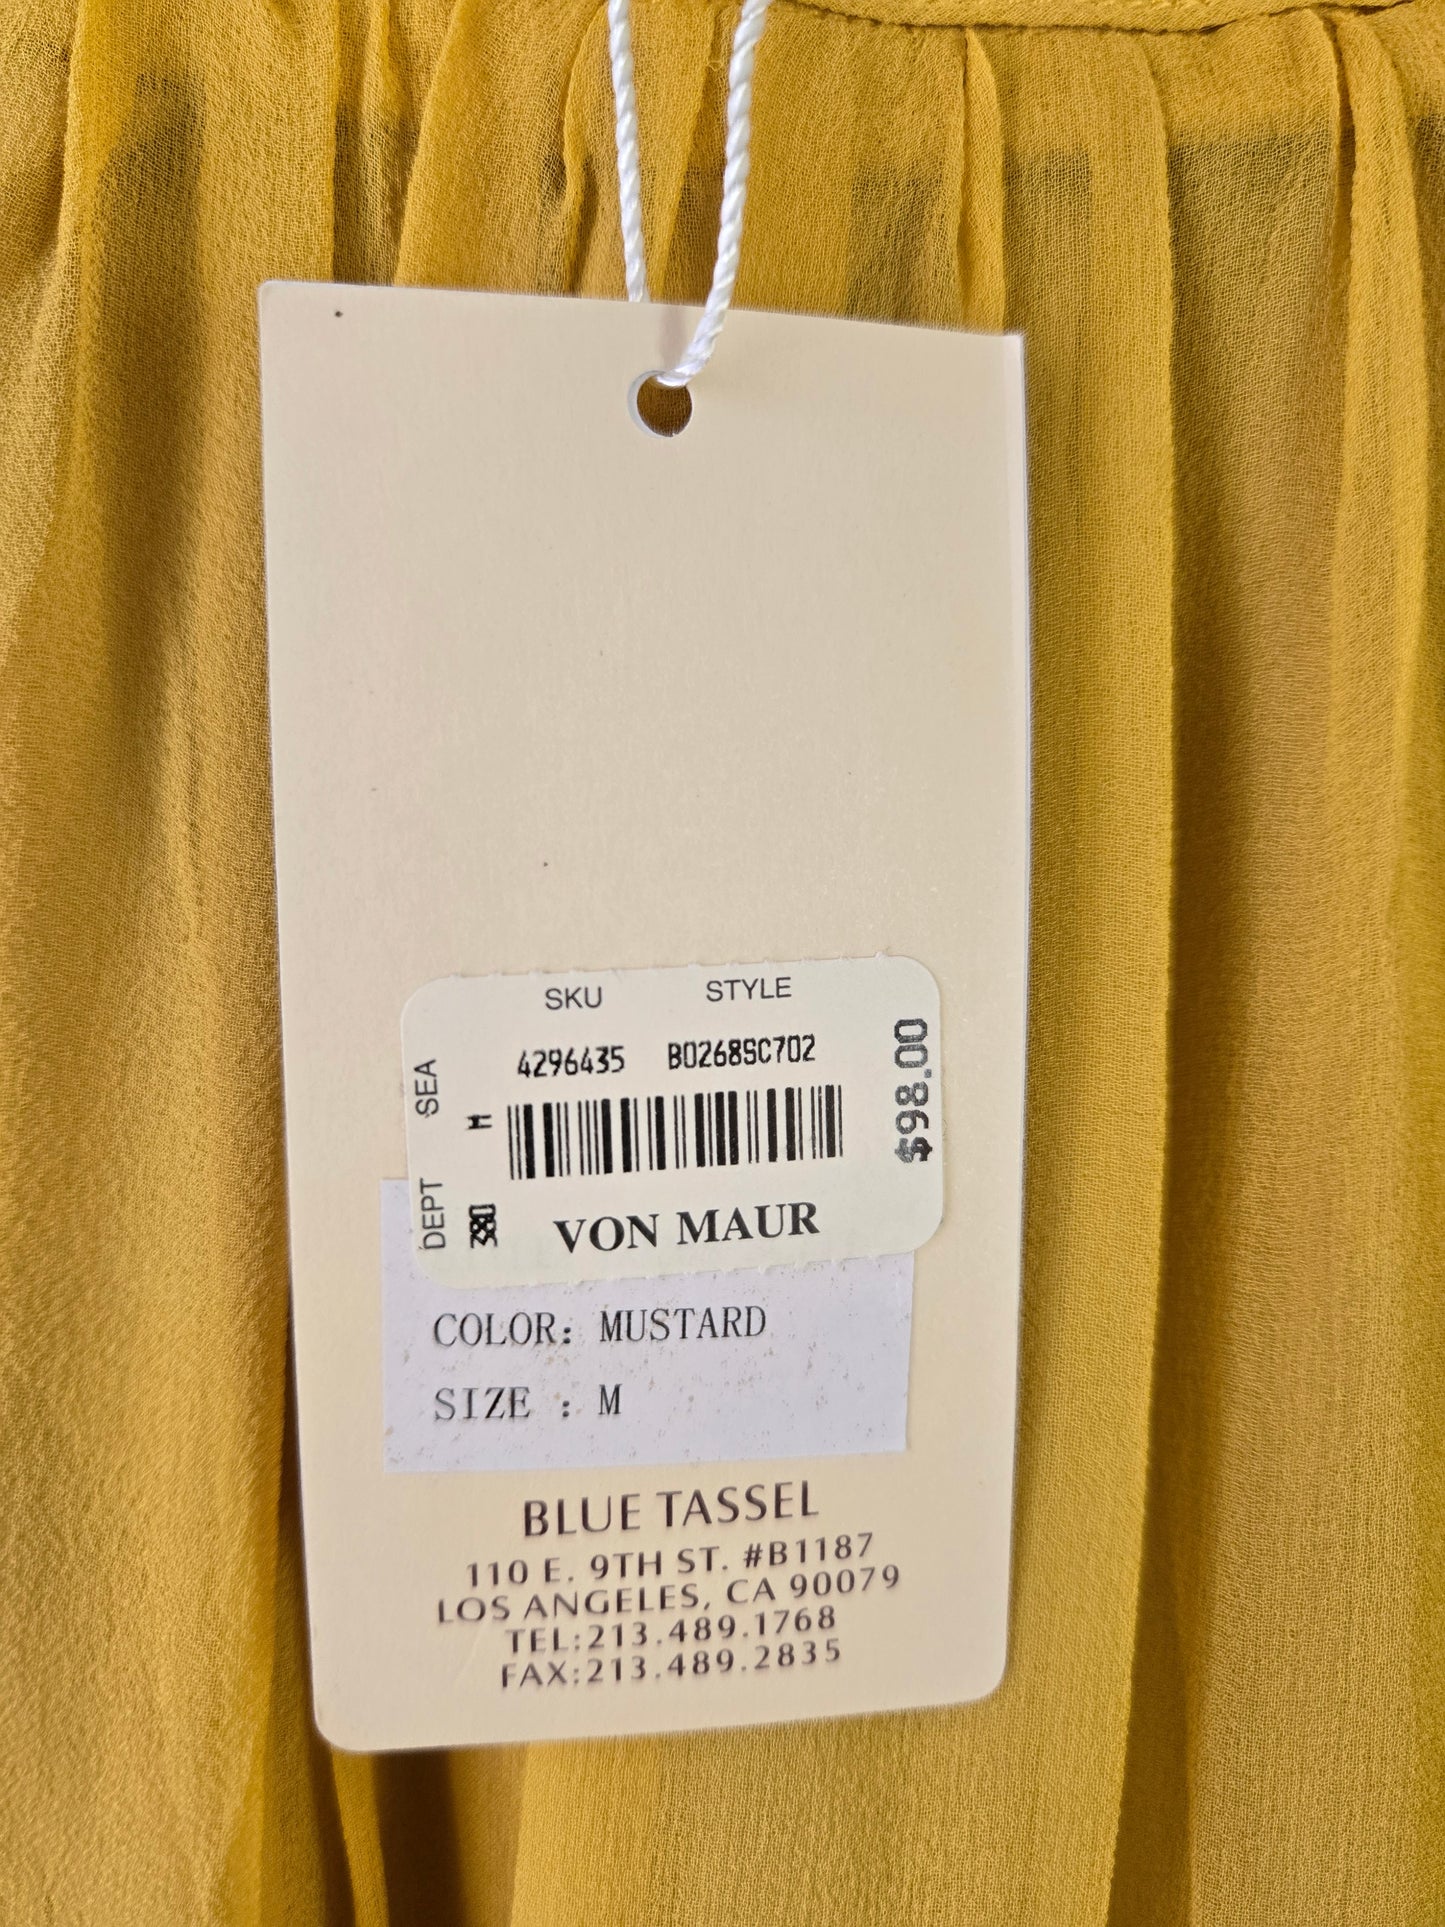 SKU STYLE
4296435 B0268SC702
SEA
M
DEPT
$98.00
VON MAUR
COLOR: MUSTARD
SIZE : M
BLUE TASSEL
110 E. 9TH ST. #B1187
LOS ANGELES, CA 90079
TEL:213.489.1768
FAX:213.489.2835